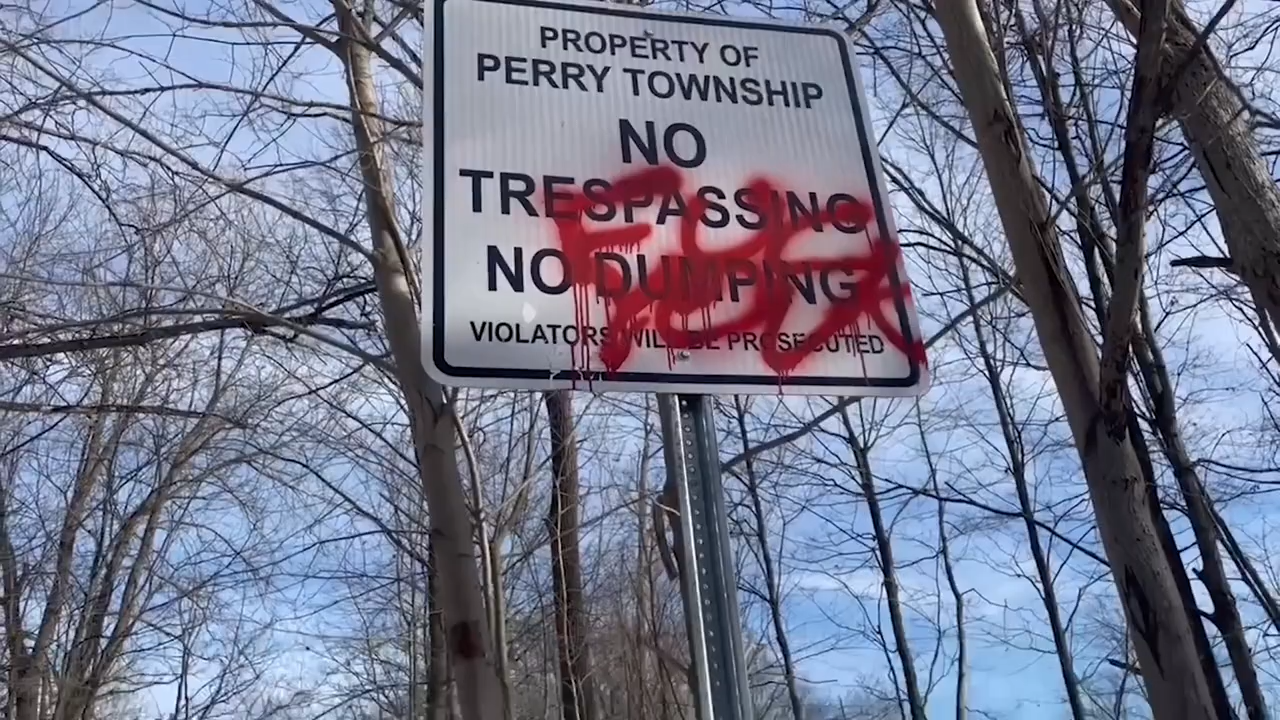 PROPERTY OF
PERRY TOWNSHIP
NO
TRESPASSING
NO DUMPING
VIOLATORS WILL BE PROSECUTED